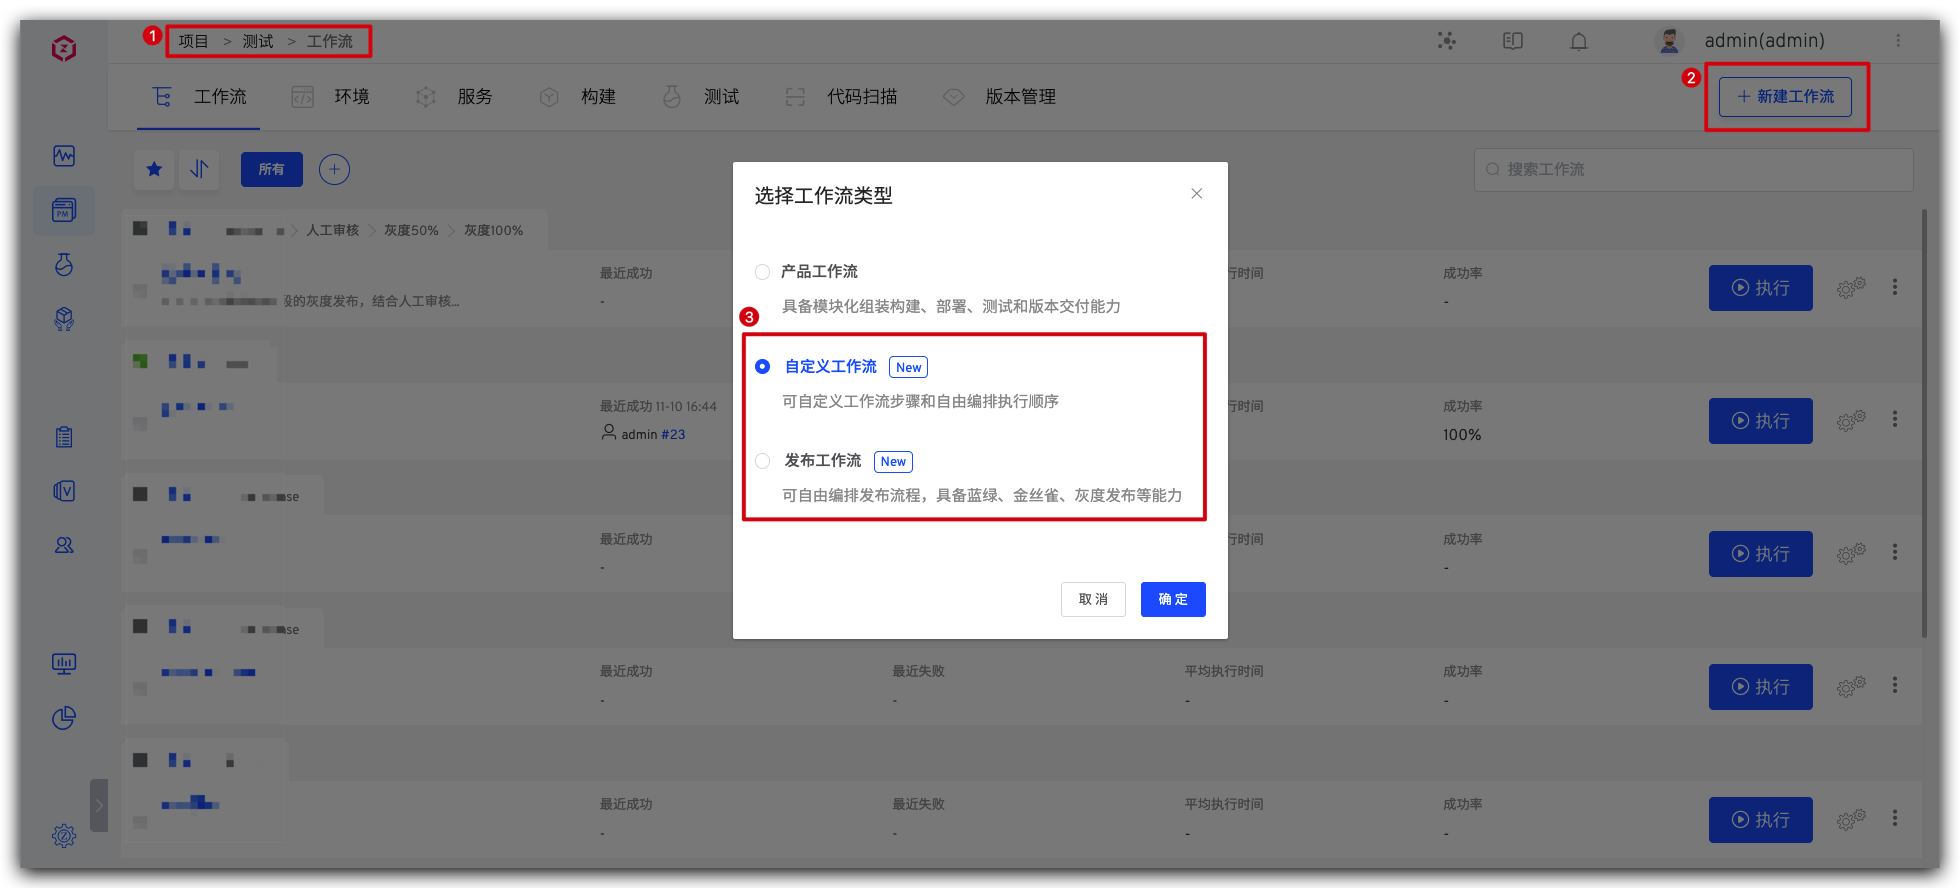 1 项目 > 测试 > 工作流
admin(admin)
工作流 环境 服务 构建 测试 代码扫描 版本管理
2
+ 新建工作流
所有
搜索工作流
人工审核 > 灰度50% > 灰度100%
最近成功
行时间
成功率
-
-
的灰度发布，结合人工审核...
执行
最近成功 11-10 16:44
行时间
成功率
admin #23
100%
执行
最近成功
行时间
成功率
-
-
执行
最近成功 最近失败 平均执行时间 成功率
- - - -
执行
最近成功 最近失败 平均执行时间 成功率
- - - -
执行
PM
选择工作流类型
产品工作流
具备模块化组装构建、部署、测试和版本交付能力
3
自定义工作流 New
可自定义工作流步骤和自由编排执行顺序
发布工作流 New
可自由编排发布流程，具备蓝绿、金丝雀、灰度发布等能力
取消 确定